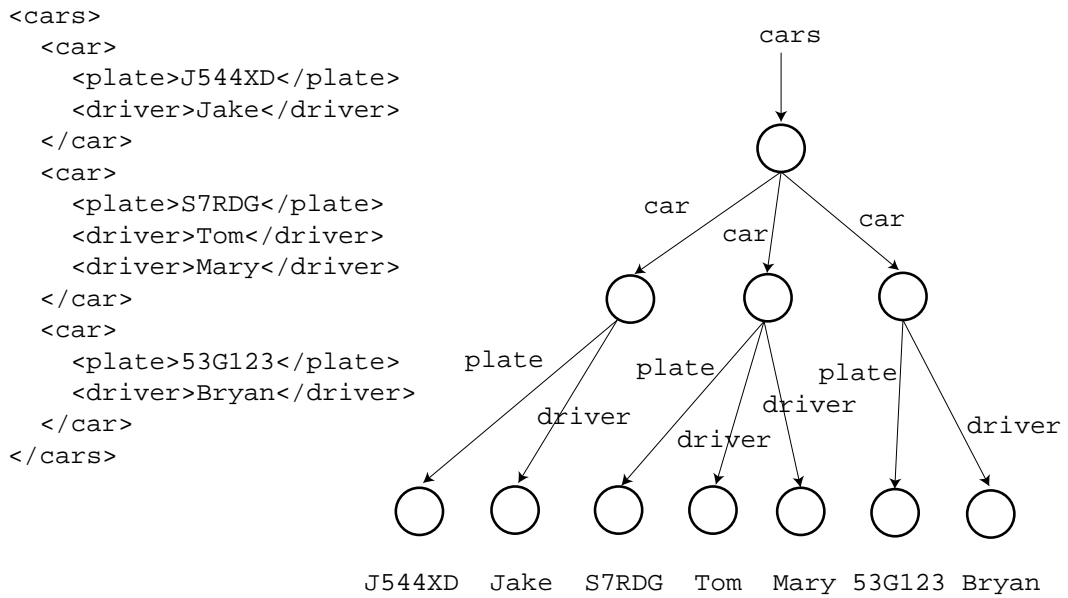 <cars>
<car>
<plate>J544XD</plate>
<driver>Jake</driver>
</car>
<car>
<plate>S7RDG</plate>
<driver>Tom</driver>
<driver>Mary</driver>
</car>
<car>
<plate>53G123</plate>
<driver>Bryan</driver>
</car>
</cars>
cars
car
car
car
plate
driver
plate
driver
driver
plate
driver
J544XD Jake S7RDG Tom Mary 53G123 Bryan